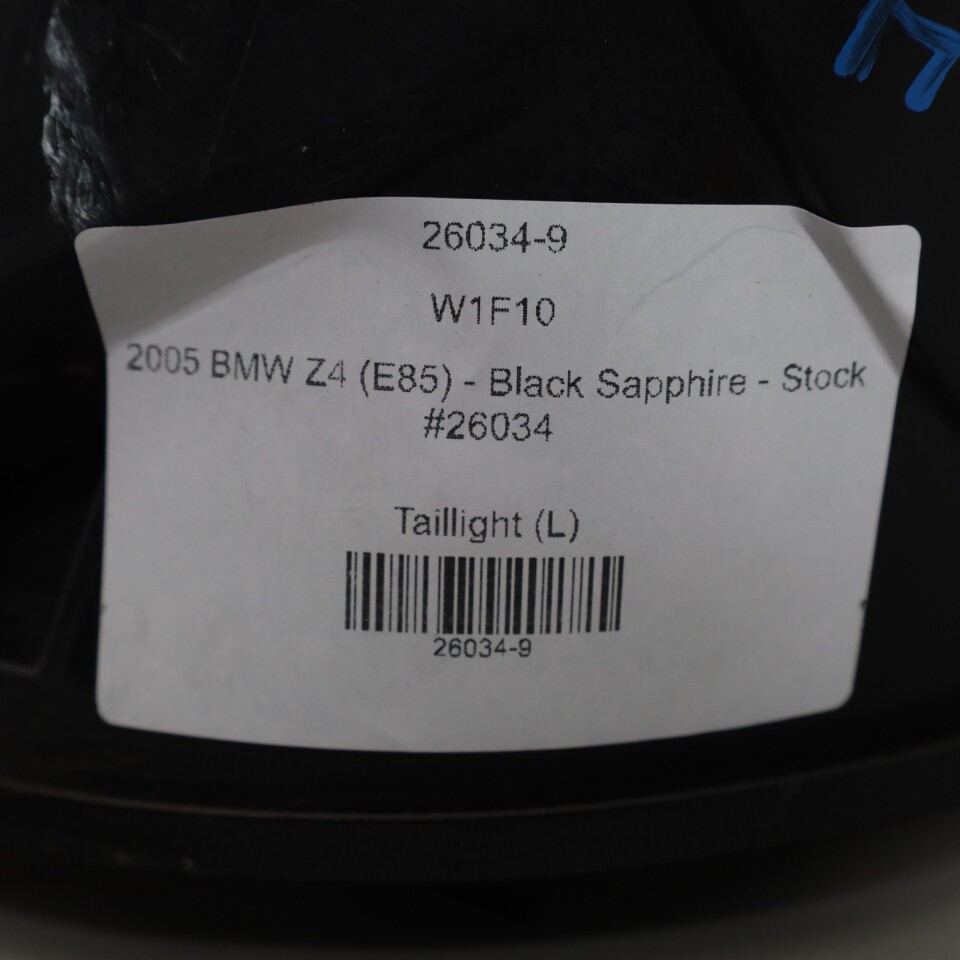 26034-9
W1F10
2005 BMW Z4 (E85) - Black Sapphire - Stock
#26034
Taillight (L)
26034-9